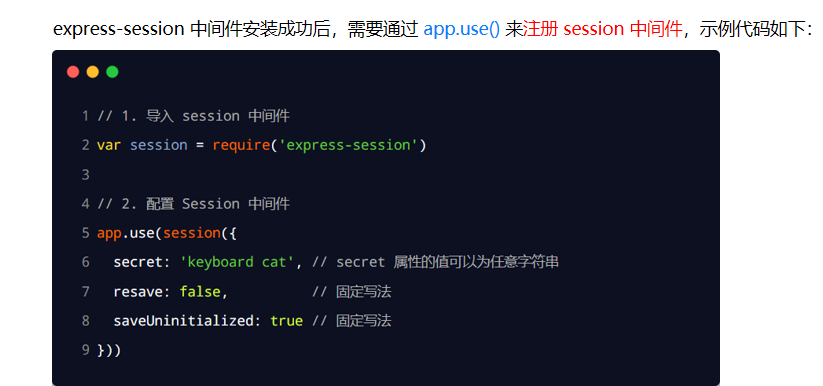 express-session 中间件安装成功后，需要通过 app.use() 来注册 session 中间件，示例代码如下：
1 // 1. 导入 session 中间件
2 var session = require('express-session')
3
4 // 2. 配置 Session 中间件
5 app.use(session({
6   secret: 'keyboard cat', // secret 属性的值可以为任意字符串
7   resave: false,          // 固定写法
8   saveUninitialized: true // 固定写法
9 }))